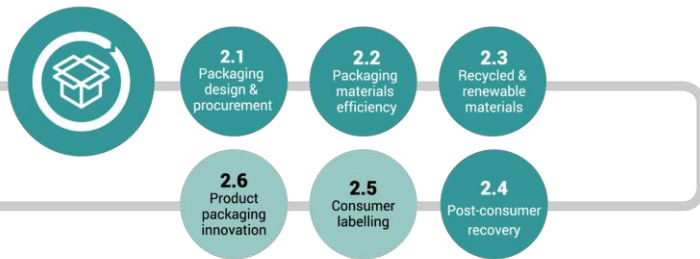 2.1
Packaging
design &
procurement
2.2
Packaging
materials
efficiency
2.3
Recycled &
renewable
materials
2.4
Post-consumer
recovery
2.5
Consumer
labelling
2.6
Product
packaging
innovation